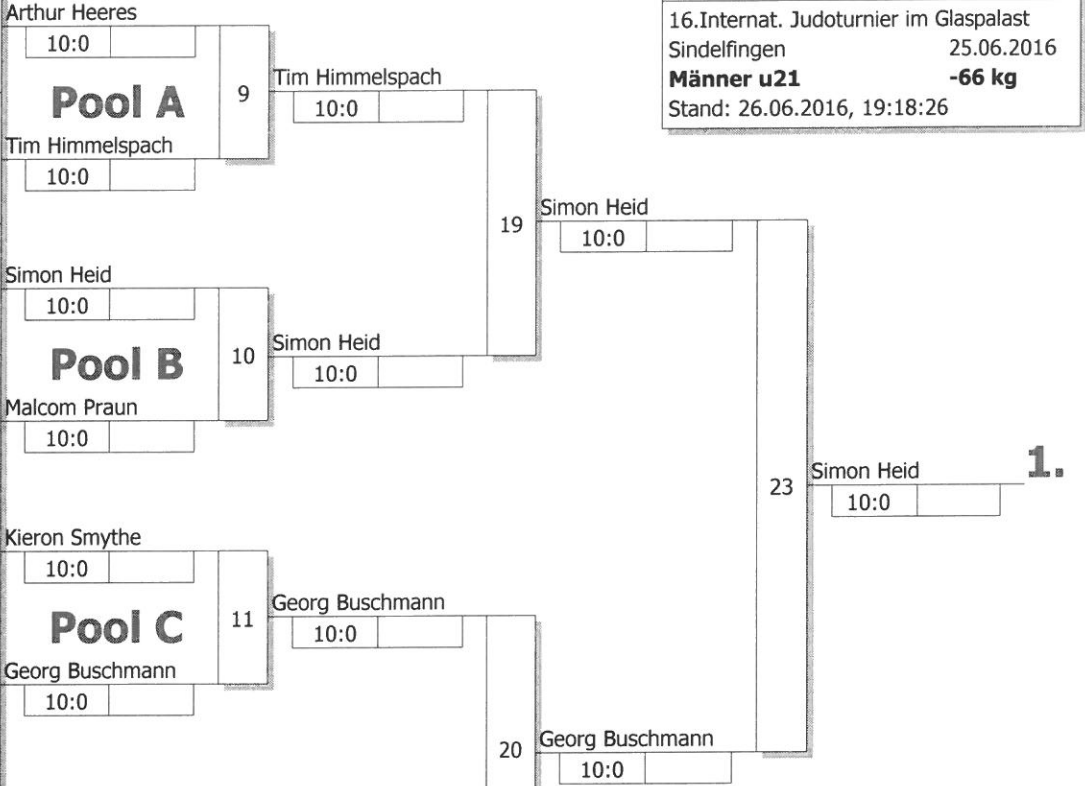 Arthur Heeres
10:0
Pool A
9
Tim Himmelspach
10:0
Tim Himmelspach
10:0
16.Internat. Judoturnier im Glaspalast
Sindelfingen 25.06.2016
Männer u21 -66 kg
Stand: 26.06.2016, 19:18:26
19
Simon Heid
10:0
Simon Heid
10:0
Pool B
10
Simon Heid
10:0
Malcom Praun
10:0
23
Simon Heid
10:0
1.
Kieron Smythe
10:0
Pool C
11
Georg Buschmann
10:0
Georg Buschmann
10:0
20
Georg Buschmann
10:0